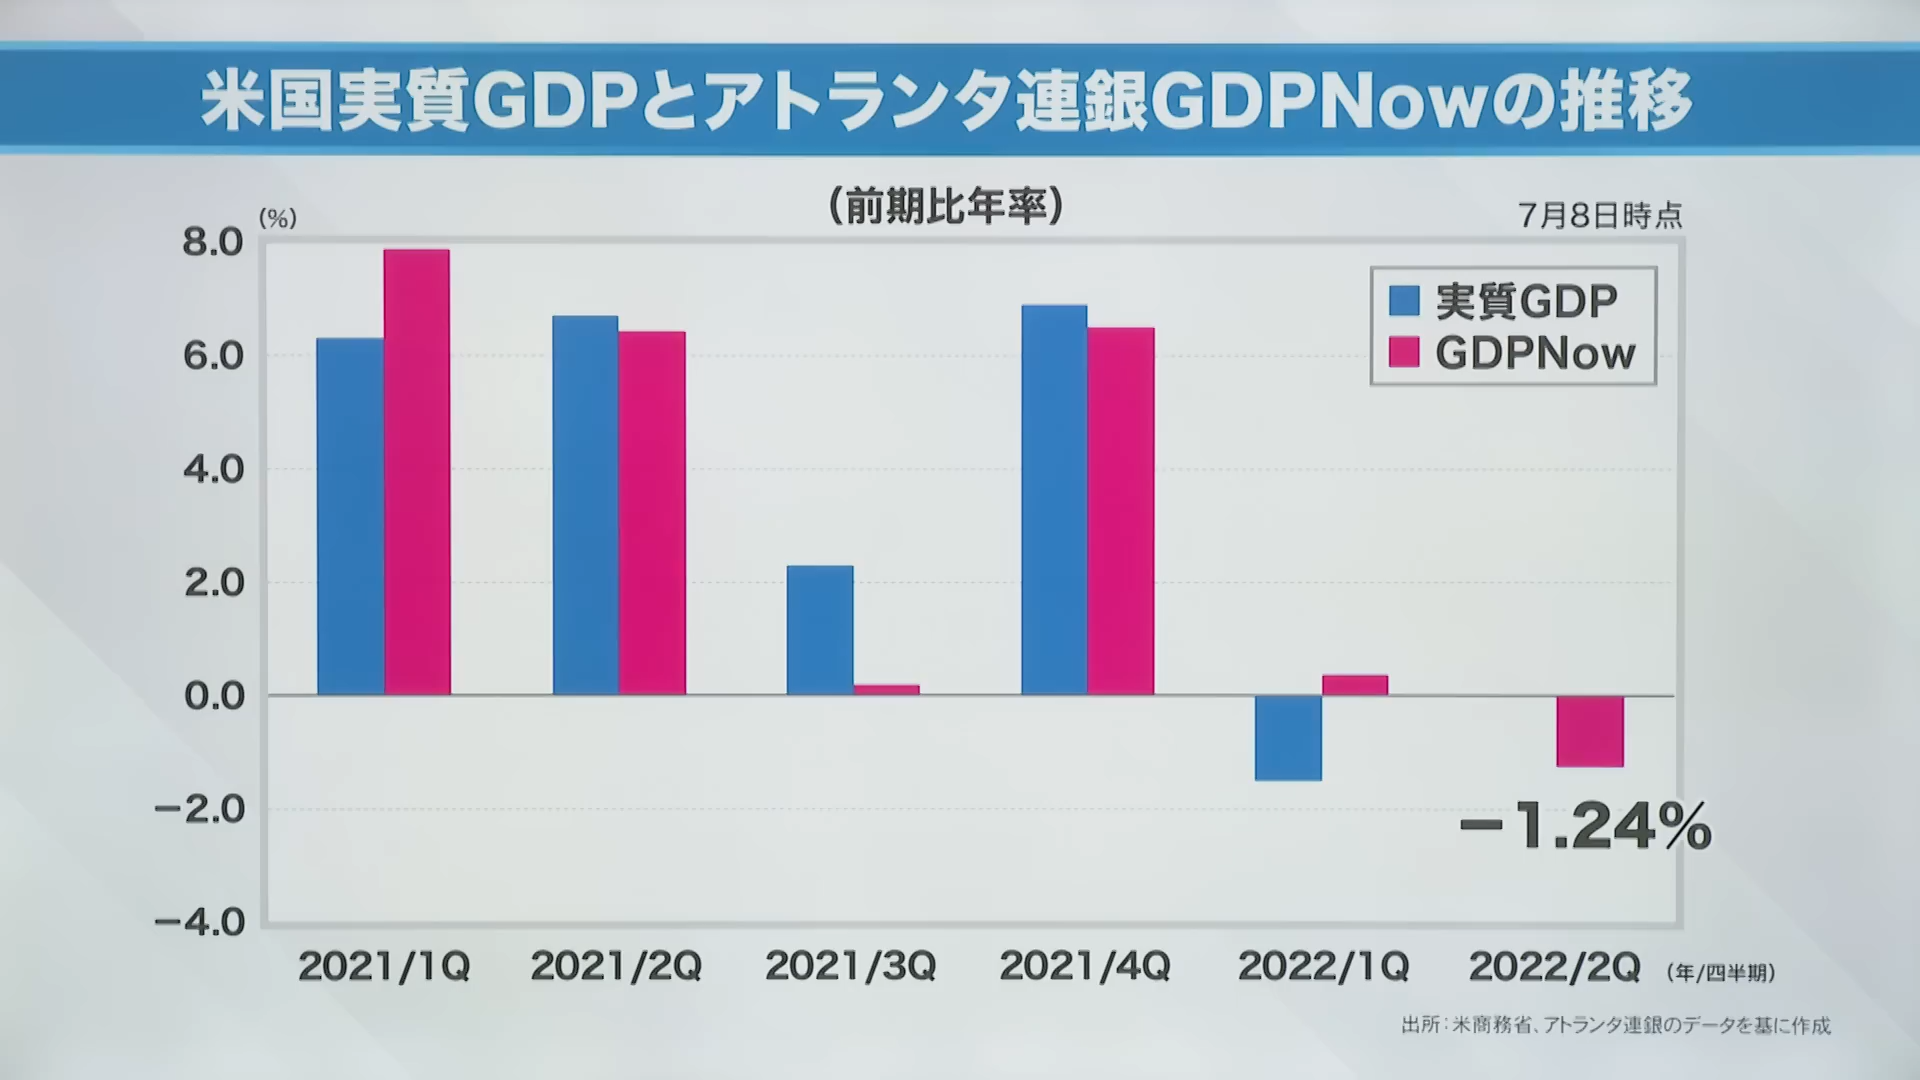 米国実質GDPとアトランタ連銀GDPNowの推移
(前期比年率)
7月8日時点
(%)
8.0
6.0
4.0
2.0
0.0
−2.0
−4.0
実質GDP
GDPNow
−1.24%
2021/1Q 2021/2Q 2021/3Q 2021/4Q 2022/1Q 2022/2Q (年/四半期)
出所:米商務省、アトランタ連銀のデータを基に作成